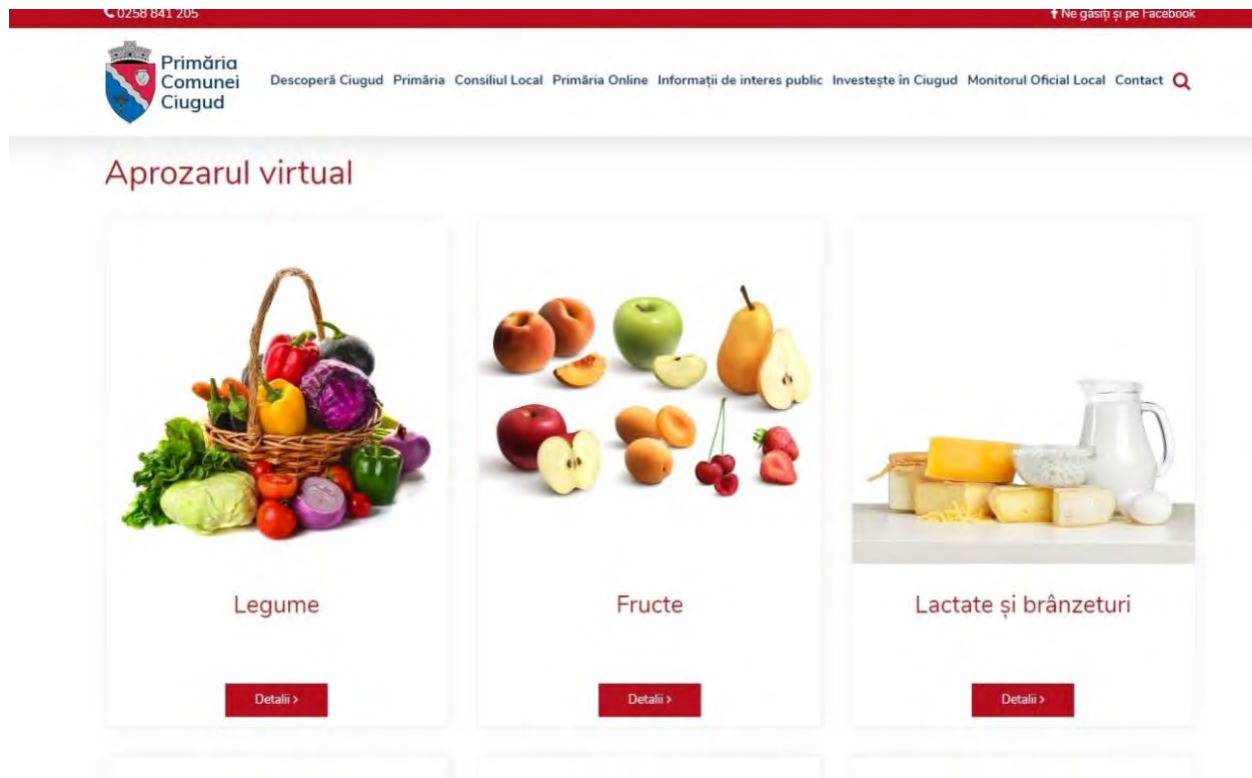 0258 841 205
Ne găsiți și pe Facebook
Primăria
Comunei
Ciugud
Descoperă Ciugud Primăria Consiliul Local Primăria Online Informații de interes public Investește în Ciugud Monitorul Oficial Local Contact
Aprozarul virtual
Legume
Fructe
Lactate și brânzeturi
Detalii >
Detalii >
Detalii >